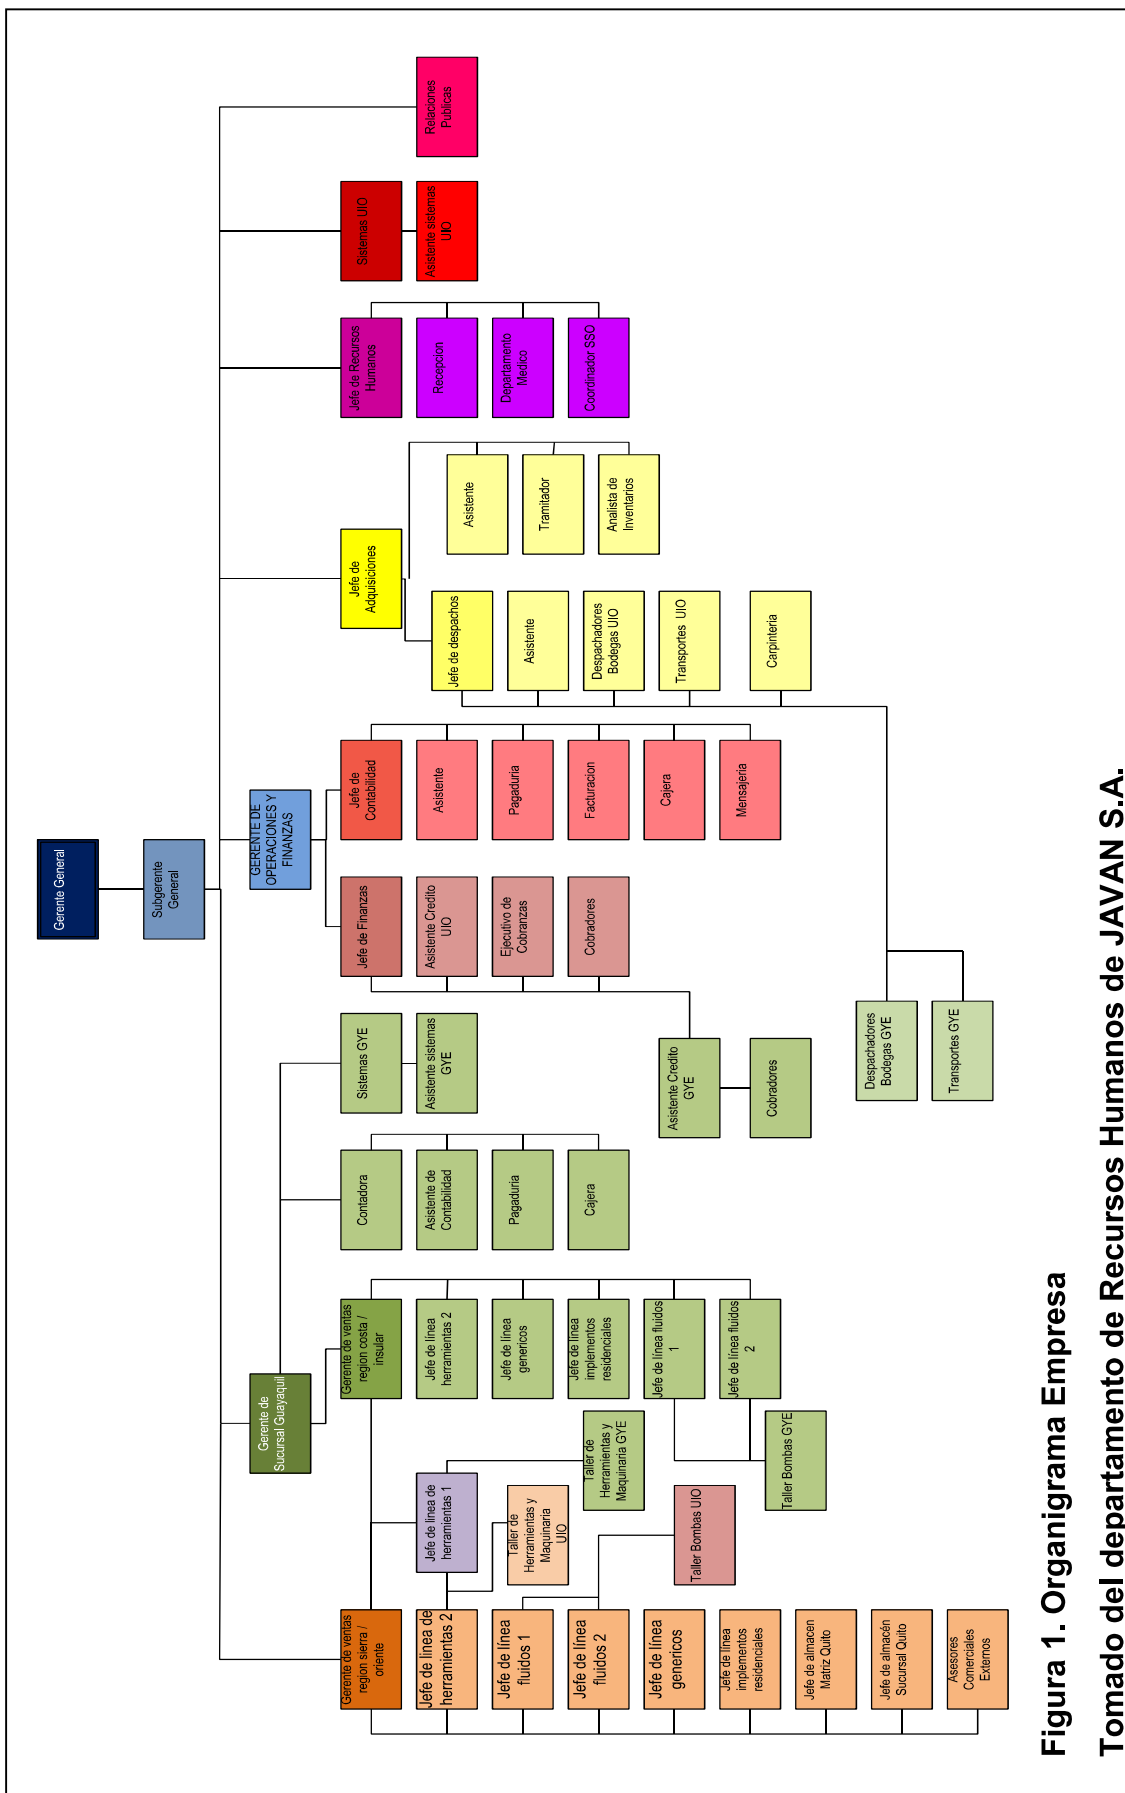 Gerente General
Subgerente
General
GERENTE DE
OPERACIONES Y
FINANZAS
Gerente de
Sucursal Guayaquil
Gerente de ventas
region sierra /
oriente
Jefe de linea de
herramientas 2
Jefe de línea
fluidos 1
Jefe de línea
fluidos 2
Jefe de línea
genericos
Jefe de línea
implementos
residenciales
Jefe de almacen
Matriz Quito
Jefe de almacén
Sucursal Quito
Asesores
Comerciales
Externos
Jefe de linea de
herramientas 1
Taller de
Herramientas y
Maquinaria
UIO
Taller Bombas UIO
Taller de
Herramientas y
Maquinaria GYE
Taller Bombas GYE
Gerente de ventas
region costa /
insular
Jefe de línea
herramientas 2
Jefe de línea
genericos
Jefe de línea
implementos
residenciales
Jefe de línea fluidos
1
Jefe de línea fluidos
2
Contadora
Asistente de
Contabilidad
Pagaduria
Cajera
Sistemas GYE
Asistente sistemas
GYE
Jefe de Finanzas
Asistente Credito
UIO
Ejecutivo de
Cobranzas
Cobradores
Asistente Credito
GYE
Cobradores
Jefe de
Contabilidad
Asistente
Pagaduria
Facturacion
Cajera
Mensajeria
Jefe de
Adquisiciones
Jefe de despachos
Asistente
Despachadores
Bodegas UIO
Transportes UIO
Carpinteria
Despachadores
Bodegas GYE
Transportes GYE
Asistente
Tramitador
Analista de
Inventarios
Jefe de Recursos
Humanos
Recepcion
Departamento
Medico
Coordinador SSO
Sistemas UIO
Asistente sistemas
UIO
Relaciones
Publicas
Figura 1. Organigrama Empresa
Tomado del departamento de Recursos Humanos de JAVAN S.A.